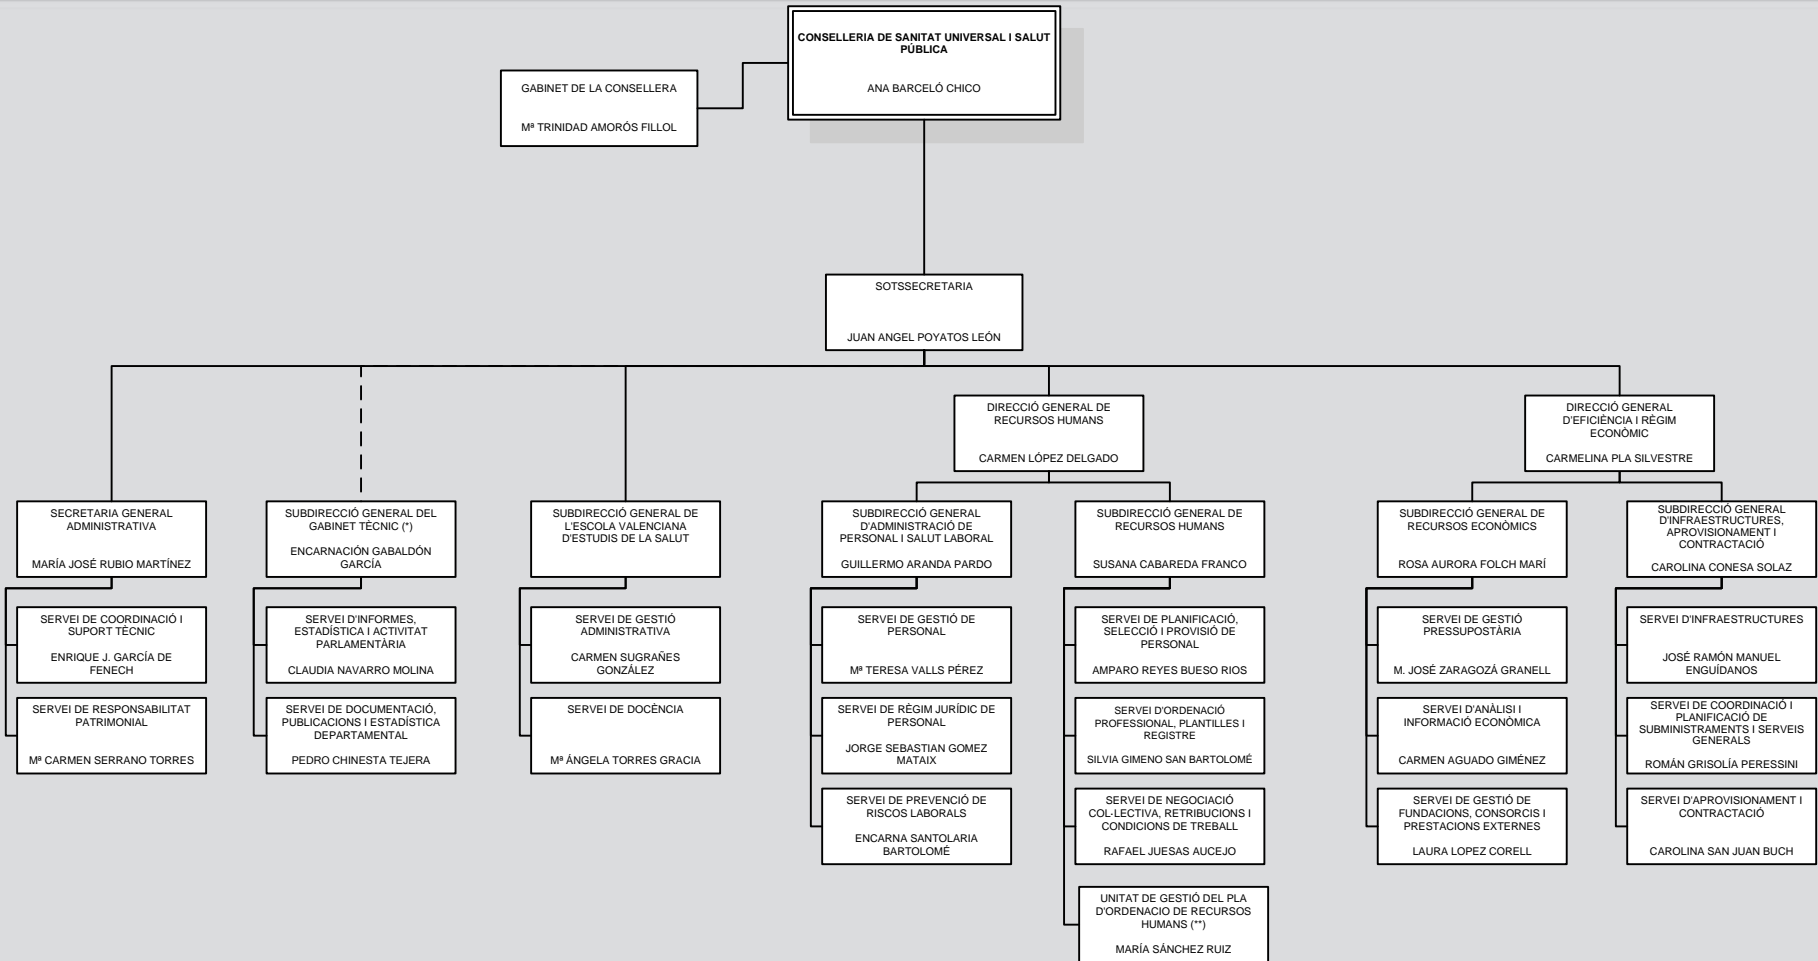 CONSELLERIA DE SANITAT UNIVERSAL I SALUT
PÚBLICA
ANA BARCELÓ CHICO
GABINET DE LA CONSELLERA
Mª TRINIDAD AMORÓS FILLOL
SOTSSECRETARIA
JUAN ANGEL POYATOS LEÓN
DIRECCIÓ GENERAL DE
RECURSOS HUMANS
CARMEN LÓPEZ DELGADO
DIRECCIÓ GENERAL
D'EFICIÈNCIA I RÈGIM
ECONÒMIC
CARMELINA PLA SILVESTRE
SECRETARIA GENERAL
ADMINISTRATIVA
MARÍA JOSÉ RUBIO MARTÍNEZ
SERVEI DE COORDINACIÓ I
SUPORT TÈCNIC
ENRIQUE J. GARCÍA DE
FENECH
SERVEI DE RESPONSABILITAT
PATRIMONIAL
Mª CARMEN SERRANO TORRES
SUBDIRECCIÓ GENERAL DEL
GABINET TÈCNIC (*)
ENCARNACIÓN GABALDÓN
GARCÍA
SERVEI D'INFORMES,
ESTADÍSTICA I ACTIVITAT
PARLAMENTÀRIA
CLAUDIA NAVARRO MOLINA
SERVEI DE DOCUMENTACIÓ,
PUBLICACIONS I ESTADÍSTICA
DEPARTAMENTAL
PEDRO CHINESTA TEJERA
SUBDIRECCIÓ GENERAL DE
L'ESCOLA VALENCIANA
D'ESTUDIS DE LA SALUT
SERVEI DE GESTIÓ
ADMINISTRATIVA
CARMEN SUGRAÑES
GONZÁLEZ
SERVEI DE DOCÈNCIA
Mª ÁNGELA TORRES GRACIA
SUBDIRECCIÓ GENERAL
D'ADMINISTRACIÓ DE
PERSONAL I SALUT LABORAL
GUILLERMO ARANDA PARDO
SERVEI DE GESTIÓ DE
PERSONAL
Mª TERESA VALLS PÉREZ
SERVEI DE RÈGIM JURÍDIC DE
PERSONAL
JORGE SEBASTIAN GOMEZ
MATAIX
SERVEI DE PREVENCIÓ DE
RISCOS LABORALS
ENCARNA SANTOLARIA
BARTOLOMÉ
SUBDIRECCIÓ GENERAL DE
RECURSOS HUMANS
SUSANA CABAREDA FRANCO
SERVEI DE PLANIFICACIÓ,
SELECCIÓ I PROVISIÓ DE
PERSONAL
AMPARO REYES BUESO RIOS
SERVEI D'ORDENACIÓ
PROFESSIONAL, PLANTILLES I
REGISTRE
SILVIA GIMENO SAN BARTOLOMÉ
SERVEI DE NEGOCIACIÓ
COL-LECTIVA, RETRIBUCIONS I
CONDICIONS DE TREBALL
RAFAEL JUESAS AUCEJO
UNITAT DE GESTIÓ DEL PLA
D'ORDENACIO DE RECURSOS
HUMANS (**)
MARÍA SÁNCHEZ RUIZ
SUBDIRECCIÓ GENERAL DE
RECURSOS ECONÒMICS
ROSA AURORA FOLCH MARÍ
SERVEI DE GESTIÓ
PRESSUPOSTÀRIA
M. JOSÉ ZARAGOZÁ GRANELL
SERVEI D'ANÀLISI I
INFORMACIÓ ECONÒMICA
CARMEN AGUADO GIMÉNEZ
SERVEI DE GESTIÓ DE
FUNDACIONS, CONSORCIS I
PRESTACIONS EXTERNES
LAURA LOPEZ CORELL
SUBDIRECCIÓ GENERAL
D'INFRAESTRUCTURES,
APROVISIONAMENT I
CONTRACTACIÓ
CAROLINA CONESA SOLAZ
SERVEI D'INFRAESTRUCTURES
JOSÉ RAMÓN MANUEL
ENGUÍDANOS
SERVEI DE COORDINACIÓ I
PLANIFICACIÓ DE
SUBMINISTRAMENTS I SERVEIS
GENERALS
ROMÁN GRISOLÍA PERESSINI
SERVEI D'APROVISIONAMENT I
CONTRACTACIÓ
CAROLINA SAN JUAN BUCH